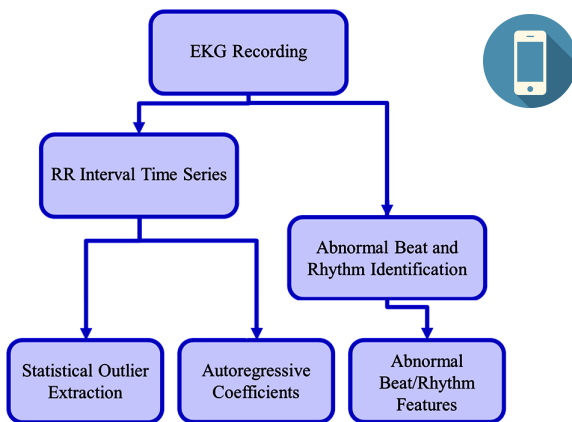 EKG Recording
RR Interval Time Series
Abnormal Beat and
Rhythm Identification
Statistical Outlier
Extraction
Autoregressive
Coefficients
Abnormal
Beat/Rhythm
Features